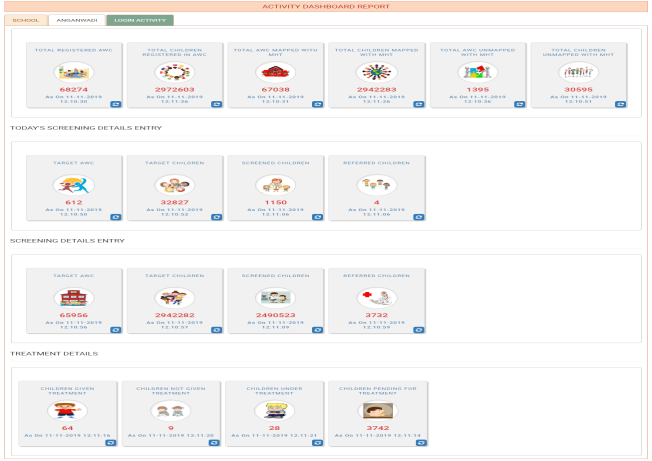 ACTIVITY DASHBOARD REPORT
SCHOOL ANGANWADI LOGIN ACTIVITY
TOTAL REGISTERED AWC
68274
As On 11-11-2019
12:10:30
TOTAL CHILDREN
REGISTERED IN AWC
2972603
As On 11-11-2019
12:11:36
TOTAL AWC MAPPED WITH
MHT
67038
As On 11-11-2019
12:10:31
TOTAL CHILDREN MAPPED
WITH MHT
2942283
As On 11-11-2019
12:11:36
TOTAL AWC UNMAPPED
WITH MHT
1395
As On 11-11-2019
12:10:36
TOTAL CHILDREN
UNMAPPED WITH MHT
30595
As On 11-11-2019
12:10:51
TODAY'S SCREENING DETAILS ENTRY
TARGET AWC
612
As On 11-11-2019
12:10:50
TARGET CHILDREN
32827
As On 11-11-2019
12:10:52
SCREENED CHILDREN
1150
As On 11-11-2019
12:11:06
REFERRED CHILDREN
4
As On 11-11-2019
12:11:06
SCREENING DETAILS ENTRY
TARGET AWC
65956
As On 11-11-2019
12:10:56
TARGET CHILDREN
2942282
As On 11-11-2019
12:10:57
SCREENED CHILDREN
2490523
As On 11-11-2019
12:11:09
REFERRED CHILDREN
3732
As On 11-11-2019
12:10:59
TREATMENT DETAILS
CHILDREN GIVEN
TREATMENT
64
As On 11-11-2019 12:11:16
CHILDREN NOT GIVEN
TREATMENT
9
As On 11-11-2019 12:11:20
CHILDREN UNDER
TREATMENT
28
As On 11-11-2019 12:11:21
CHILDREN PENDING FOR
TREATMENT
3742
As On 11-11-2019 12:11:14